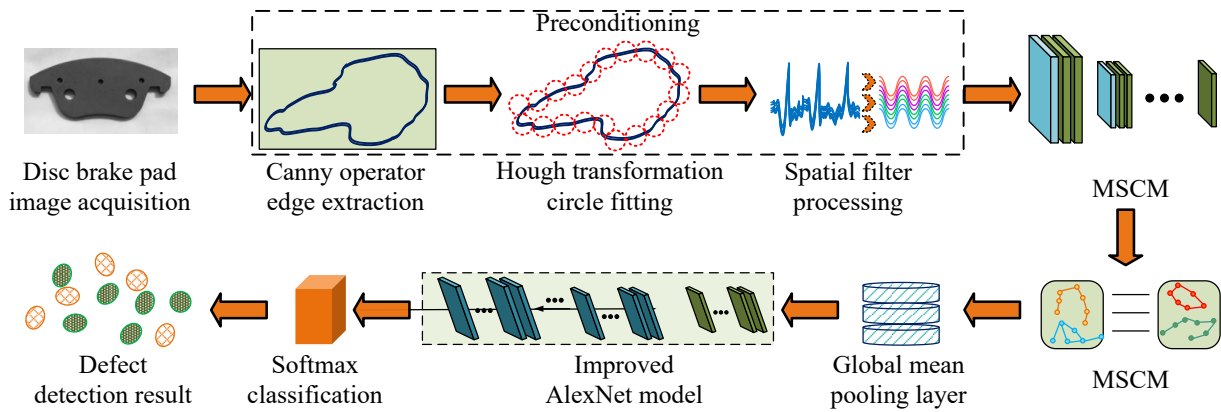 Preconditioning
Disc brake pad
image acquisition
Canny operator
edge extraction
Hough transformation
circle fitting
Spatial filter
processing
MSCM
MSCM
Global mean
pooling layer
Improved
AlexNet model
Softmax
classification
Defect
detection result